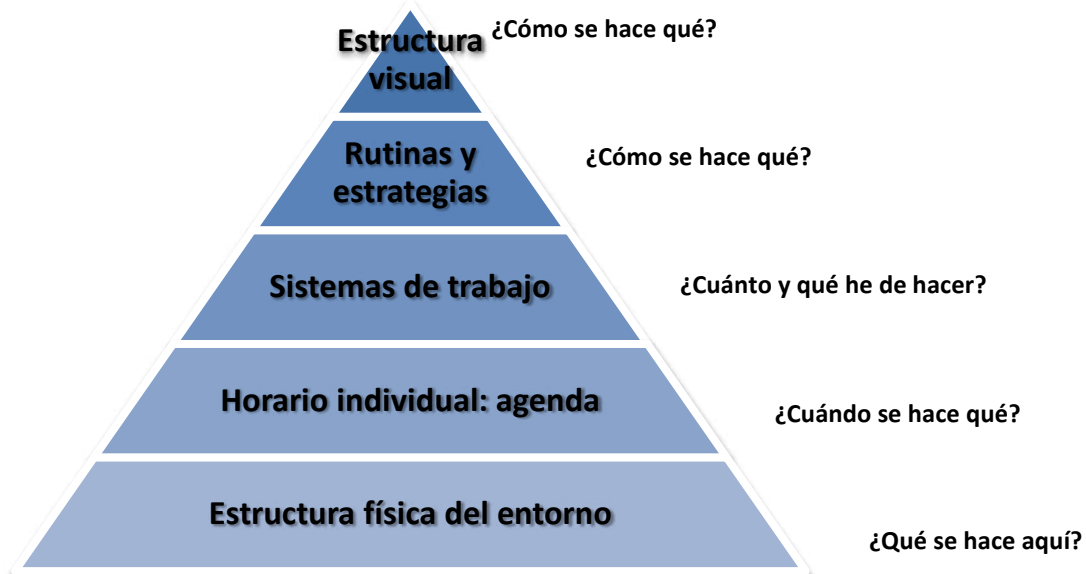 Estructura
visual
¿Cómo se hace qué?
Rutinas y
estrategias
¿Cómo se hace qué?
Sistemas de trabajo
¿Cuánto y qué he de hacer?
Horario individual: agenda
¿Cuándo se hace qué?
Estructura física del entorno
¿Qué se hace aquí?